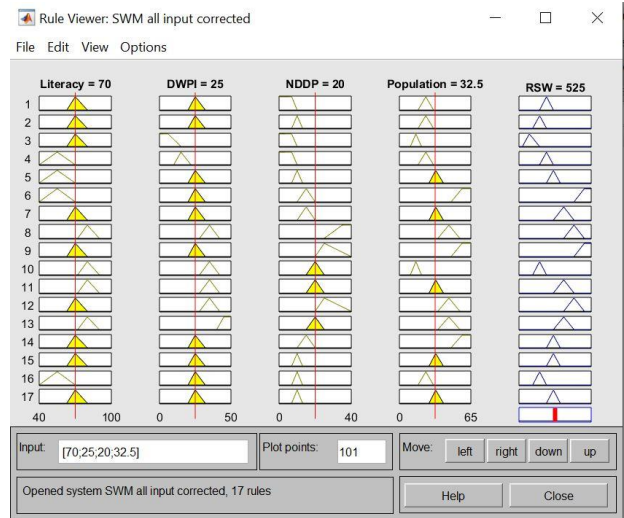 Rule Viewer: SWM all input corrected
File Edit View Options
Literacy = 70 DWPI = 25 NDDP = 20 Population = 32.5 RSW = 525
1
2
3
4
5
6
7
8
9
10
11
12
13
14
15
16
17
40 100 0 50 0 40 0 65
Input: [70;25;20;32.5] Plot points: 101 Move: left right down up
Opened system SWM all input corrected, 17 rules Help Close